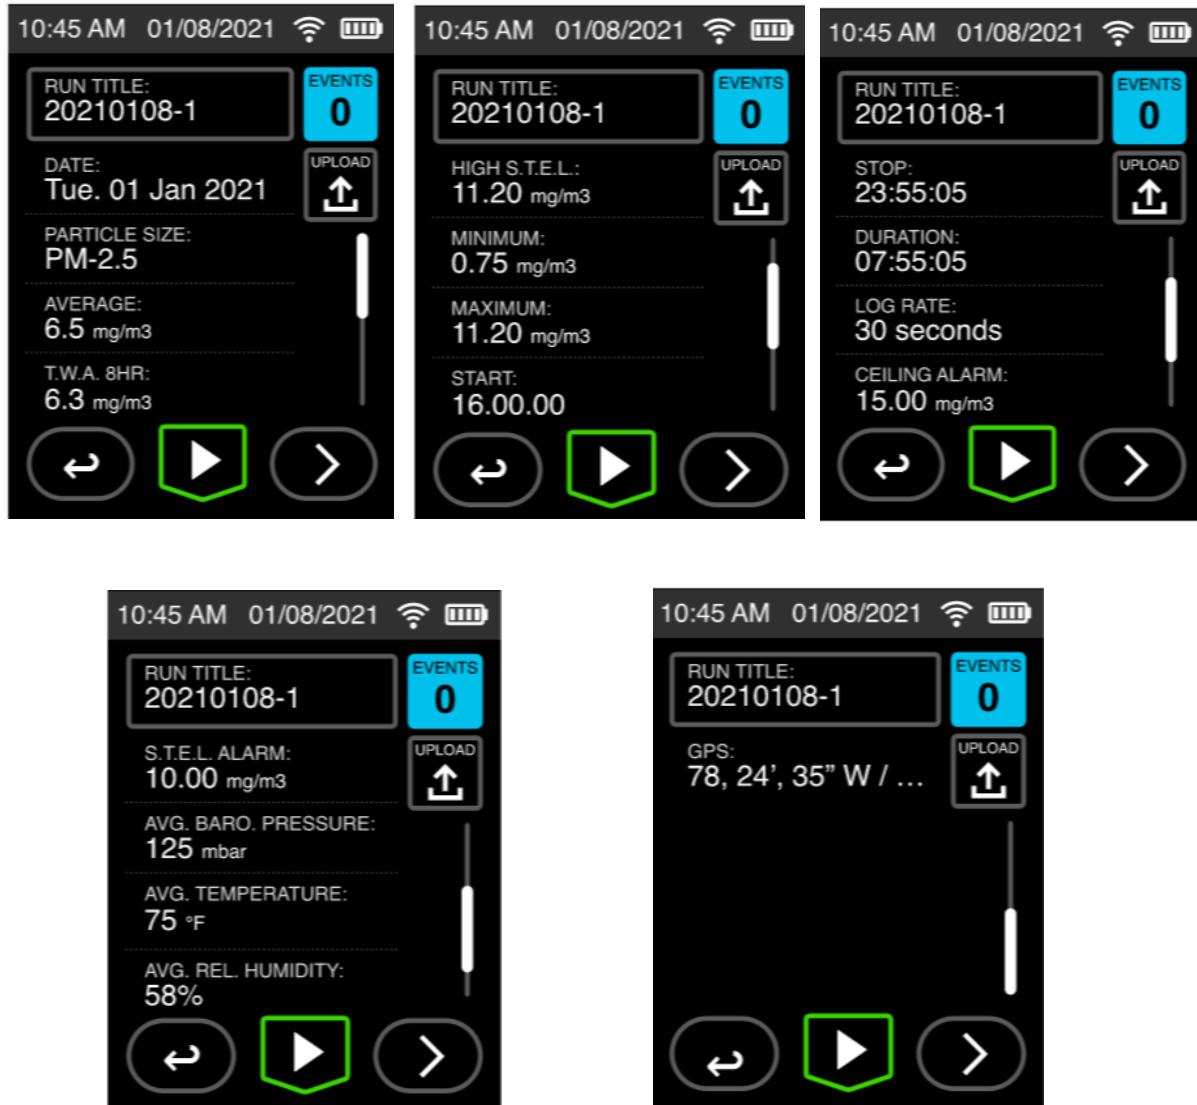 10:45 AM 01/08/2021
RUN TITLE:
20210108-1
EVENTS
0
DATE:
Tue. 01 Jan 2021
UPLOAD
PARTICLE SIZE:
PM-2.5
AVERAGE:
6.5 mg/m3
T.W.A. 8HR:
6.3 mg/m3
10:45 AM 01/08/2021
RUN TITLE:
20210108-1
EVENTS
0
HIGH S.T.E.L.:
11.20 mg/m3
UPLOAD
MINIMUM:
0.75 mg/m3
MAXIMUM:
11.20 mg/m3
START:
16.00.00
10:45 AM 01/08/2021
RUN TITLE:
20210108-1
EVENTS
0
STOP:
23:55:05
UPLOAD
DURATION:
07:55:05
LOG RATE:
30 seconds
CEILING ALARM:
15.00 mg/m3
10:45 AM 01/08/2021
RUN TITLE:
20210108-1
EVENTS
0
S.T.E.L. ALARM:
10.00 mg/m3
UPLOAD
AVG. BARO. PRESSURE:
125 mbar
AVG. TEMPERATURE:
75 °F
AVG. REL. HUMIDITY:
58%
10:45 AM 01/08/2021
RUN TITLE:
20210108-1
EVENTS
0
GPS:
78, 24’, 35” W / …
UPLOAD